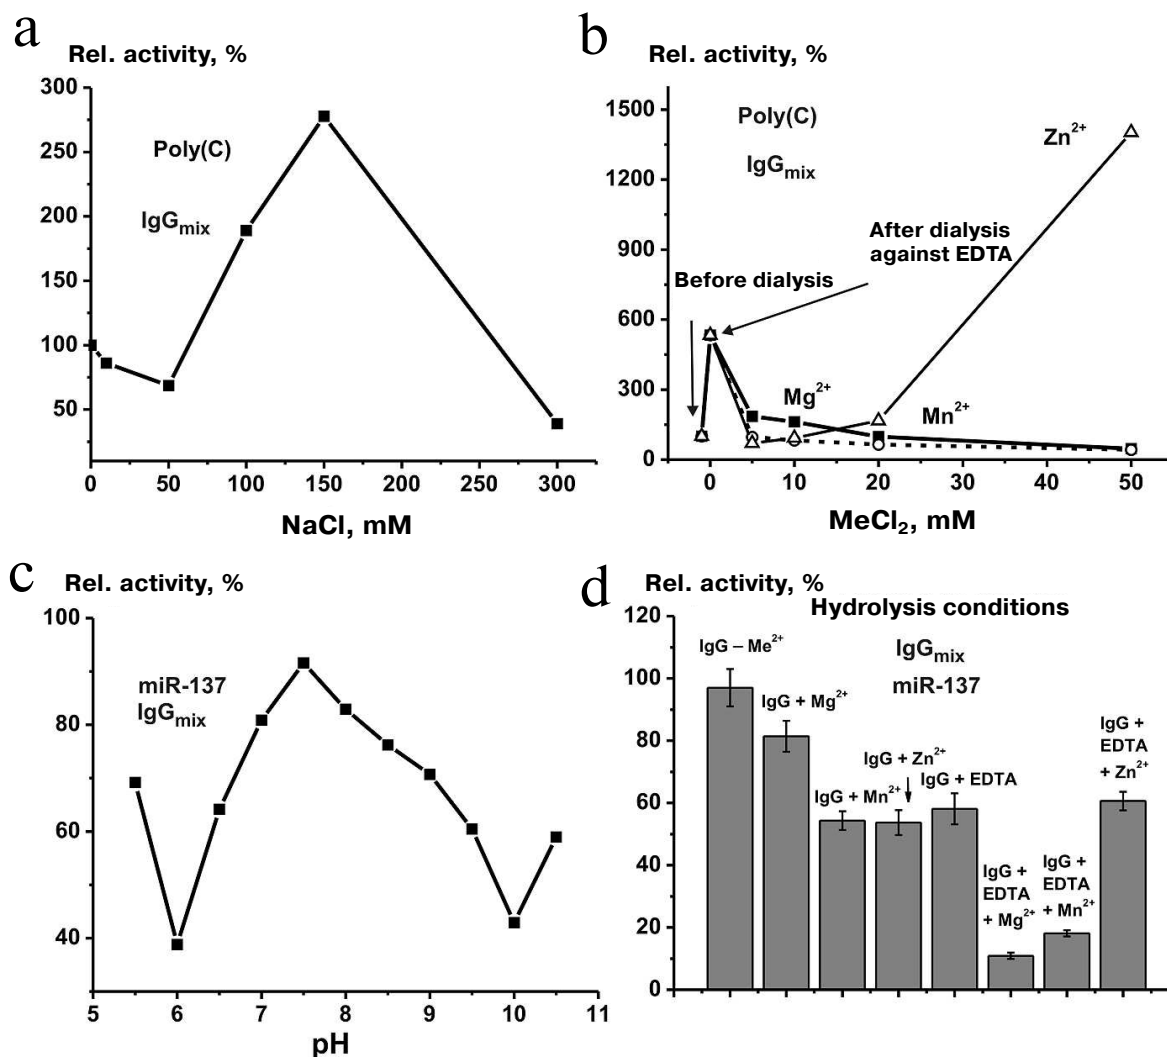 a
Rel. activity, %
300
250
200
150
100
50
Poly(C)
IgGmix
0 50 100 150 200 250 300
NaCl, mM
b
Rel. activity, %
1500
1200
900
600
300
0
Poly(C)
IgGmix
Zn2+
After dialysis
against EDTA
Before dialysis
Mg2+
Mn2+
0 10 20 30 40 50
MeCl2, mM
c
Rel. activity, %
100
80
60
40
miR-137
IgGmix
5 6 7 8 9 10 11
pH
d
Rel. activity, %
Hydrolysis conditions
120
100
80
60
40
20
0
IgG – Me2+
IgGmix
miR-137
IgG + Mg2+
IgG + Mn2+
IgG + Zn2+
IgG + EDTA
IgG +
EDTA
+ Mg2+
IgG +
EDTA
+ Mn2+
IgG +
EDTA
+ Zn2+